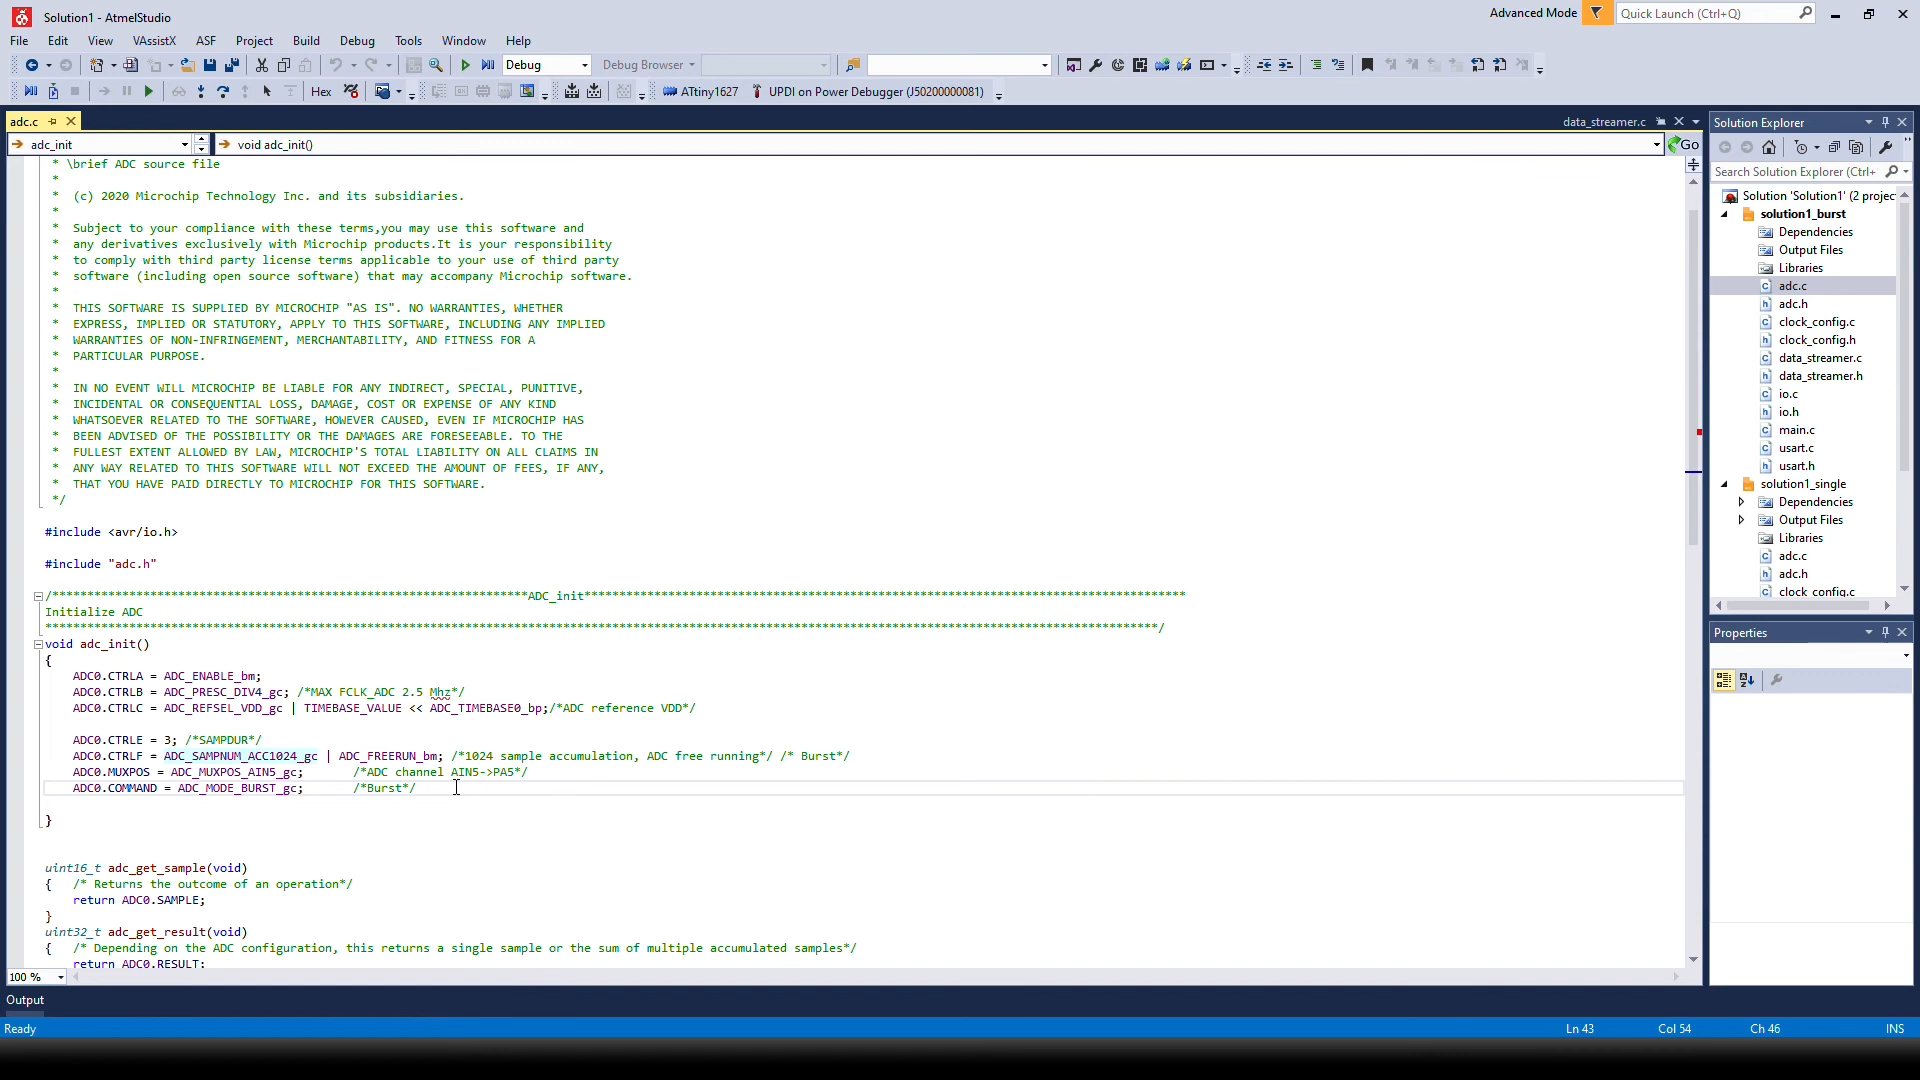 Solution1 - AtmelStudio
Advanced Mode
Quick Launch (Ctrl+Q)
File Edit View VAssistX ASF Project Build Debug Tools Window Help
Debug
Debug Browser
Hex
ATtiny1627
UPDI on Power Debugger (J50200000081)
adc.c
data_streamer.c
adc_init
void adc_init()
Go
* \brief ADC source file
*
* (c) 2020 Microchip Technology Inc. and its subsidiaries.
*
* Subject to your compliance with these terms,you may use this software and
* any derivatives exclusively with Microchip products.It is your responsibility
* to comply with third party license terms applicable to your use of third party
* software (including open source software) that may accompany Microchip software.
*
* THIS SOFTWARE IS SUPPLIED BY MICROCHIP "AS IS". NO WARRANTIES, WHETHER
* EXPRESS, IMPLIED OR STATUTORY, APPLY TO THIS SOFTWARE, INCLUDING ANY IMPLIED
* WARRANTIES OF NON-INFRINGEMENT, MERCHANTABILITY, AND FITNESS FOR A
* PARTICULAR PURPOSE.
*
* IN NO EVENT WILL MICROCHIP BE LIABLE FOR ANY INDIRECT, SPECIAL, PUNITIVE,
* INCIDENTAL OR CONSEQUENTIAL LOSS, DAMAGE, COST OR EXPENSE OF ANY KIND
* WHATSOEVER RELATED TO THE SOFTWARE, HOWEVER CAUSED, EVEN IF MICROCHIP HAS
* BEEN ADVISED OF THE POSSIBILITY OR THE DAMAGES ARE FORESEEABLE. TO THE
* FULLEST EXTENT ALLOWED BY LAW, MICROCHIP'S TOTAL LIABILITY ON ALL CLAIMS IN
* ANY WAY RELATED TO THIS SOFTWARE WILL NOT EXCEED THE AMOUNT OF FEES, IF ANY,
* THAT YOU HAVE PAID DIRECTLY TO MICROCHIP FOR THIS SOFTWARE.
*/
#include <avr/io.h>
#include "adc.h"
/********************************************************************ADC_init**************************************************************************************
Initialize ADC
***************************************************************************************************************************************************************/
void adc_init()
{
ADC0.CTRLA = ADC_ENABLE_bm;
ADC0.CTRLB = ADC_PRESC_DIV4_gc; /*MAX FCLK_ADC 2.5 Mhz*/
ADC0.CTRLC = ADC_REFSEL_VDD_gc | TIMEBASE_VALUE << ADC_TIMEBASE0_bp;/*ADC reference VDD*/
ADC0.CTRLE = 3; /*SAMPDUR*/
ADC0.CTRLF = ADC_SAMPNUM_ACC1024_gc | ADC_FREERUN_bm; /*1024 sample accumulation, ADC free running*/ /* Burst*/
ADC0.MUXPOS = ADC_MUXPOS_AIN5_gc; /*ADC channel AIN5->PA5*/
ADC0.COMMAND = ADC_MODE_BURST_gc; /*Burst*/
}
uint16_t adc_get_sample(void)
{ /* Returns the outcome of an operation*/
return ADC0.SAMPLE;
}
uint32_t adc_get_result(void)
{ /* Depending on the ADC configuration, this returns a single sample or the sum of multiple accumulated samples*/
return ADC0.RESULT;
100 %
Solution Explorer
Search Solution Explorer (Ctrl+
Solution 'Solution1' (2 projec
solution1_burst
Dependencies
Output Files
Libraries
adc.c
adc.h
clock_config.c
clock_config.h
data_streamer.c
data_streamer.h
io.c
io.h
main.c
usart.c
usart.h
solution1_single
Dependencies
Output Files
Libraries
adc.c
adc.h
clock_config.c
Properties
Output
Ready
Ln 43 Col 54 Ch 46 INS